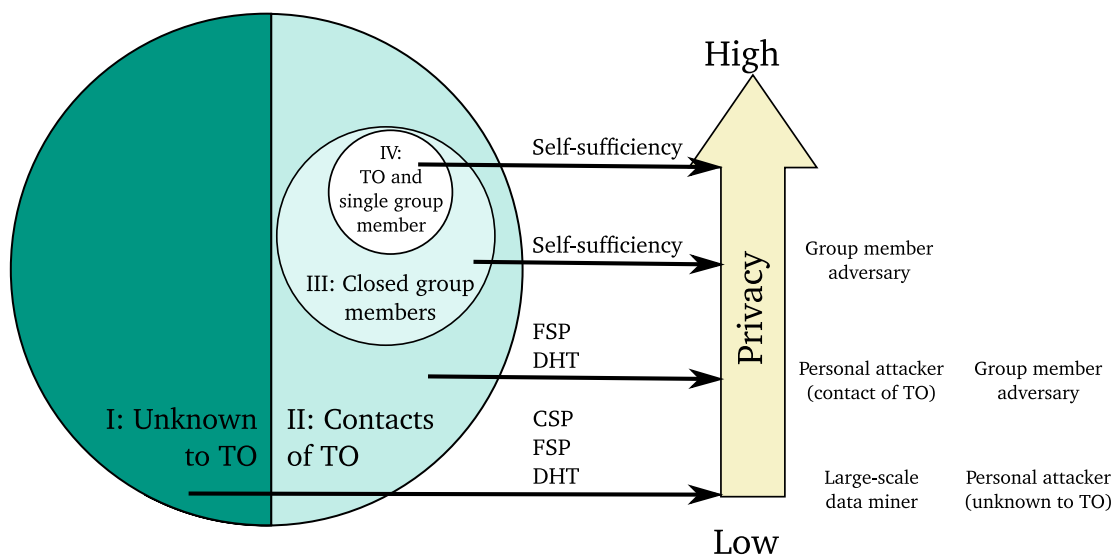 High
IV:
TO and
single group
member
Self-sufficiency
Self-sufficiency
Group member
adversary
III: Closed group
members
Privacy
FSP
DHT
Personal attacker
(contact of TO)
Group member
adversary
I: Unknown
to TO
II: Contacts
of TO
CSP
FSP
DHT
Large-scale
data miner
Personal attacker
(unknown to TO)
Low